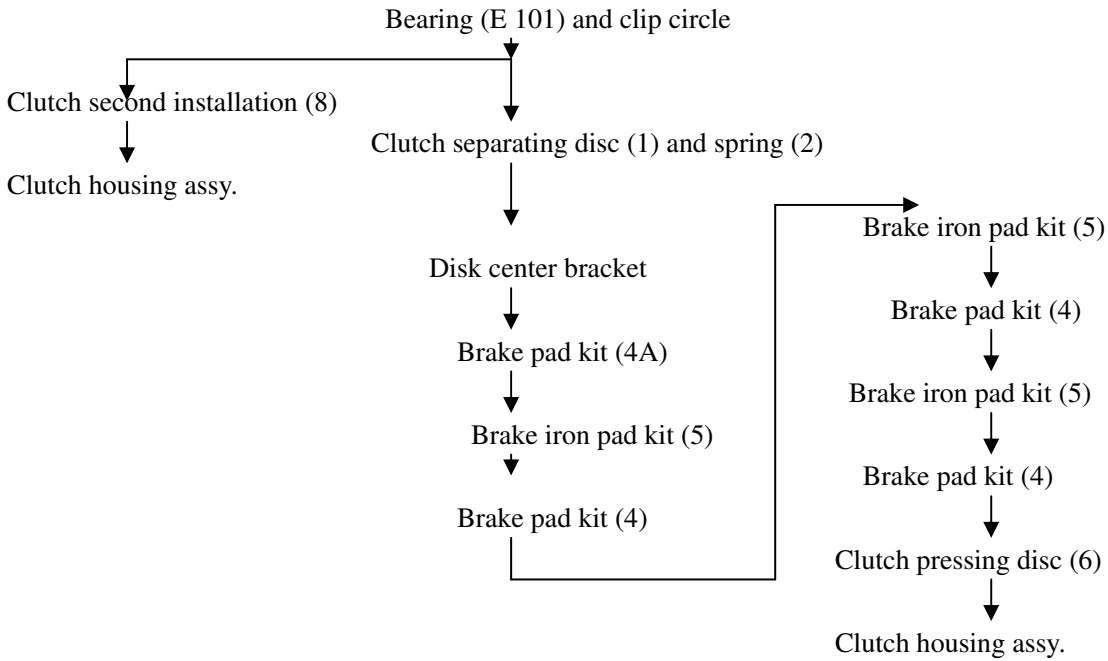 Bearing (E 101) and clip circle
Clutch second installation (8)
Clutch housing assy.
Clutch separating disc (1) and spring (2)
Disk center bracket
Brake pad kit (4A)
Brake iron pad kit (5)
Brake pad kit (4)
Brake iron pad kit (5)
Brake pad kit (4)
Brake iron pad kit (5)
Brake pad kit (4)
Clutch pressing disc (6)
Clutch housing assy.